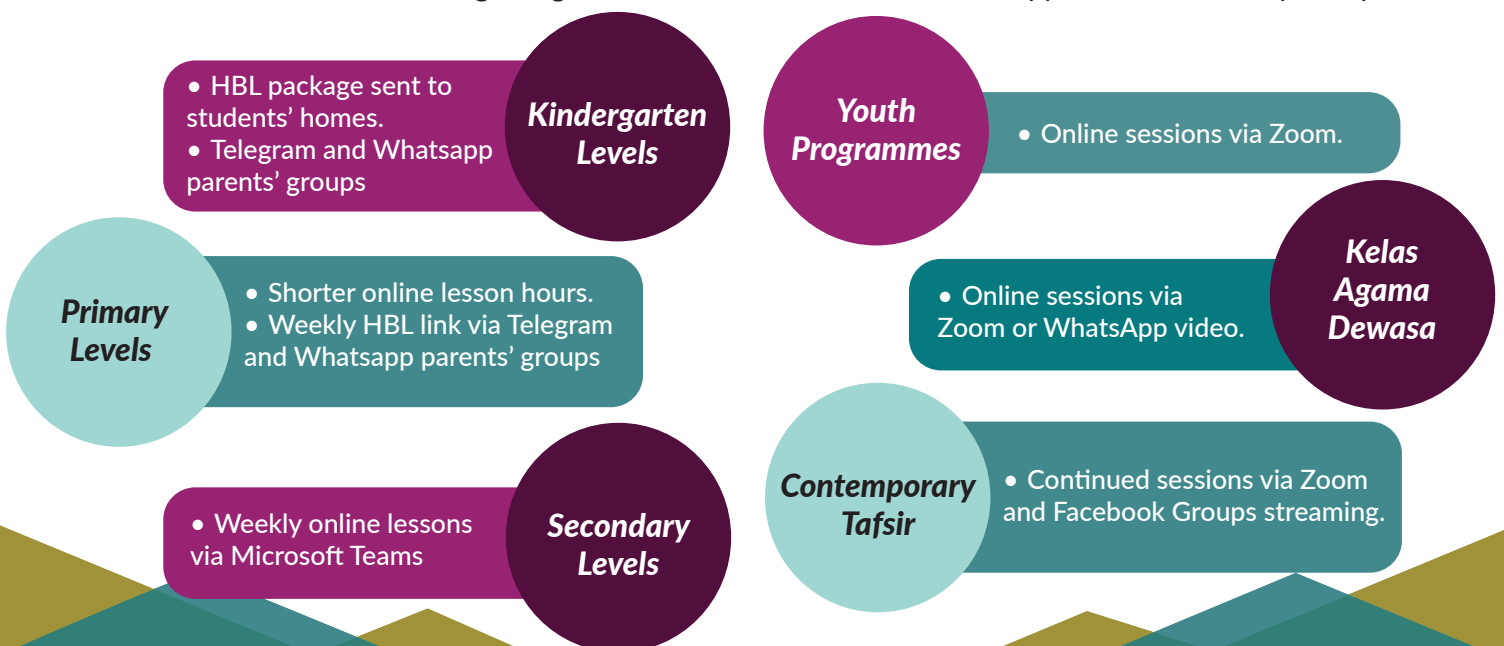 • HBL package sent to
students’ homes.
• Telegram and Whatsapp
parents’ groups
Kindergarten
Levels
Primary
Levels
• Shorter online lesson hours.
• Weekly HBL link via Telegram
and Whatsapp parents’ groups
• Weekly online lessons
via Microsoft Teams
Secondary
Levels
Youth
Programmes
• Online sessions via Zoom.
• Online sessions via
Zoom or WhatsApp video.
Kelas
Agama
Dewasa
Contemporary
Tafsir
• Continued sessions via Zoom
and Facebook Groups streaming.